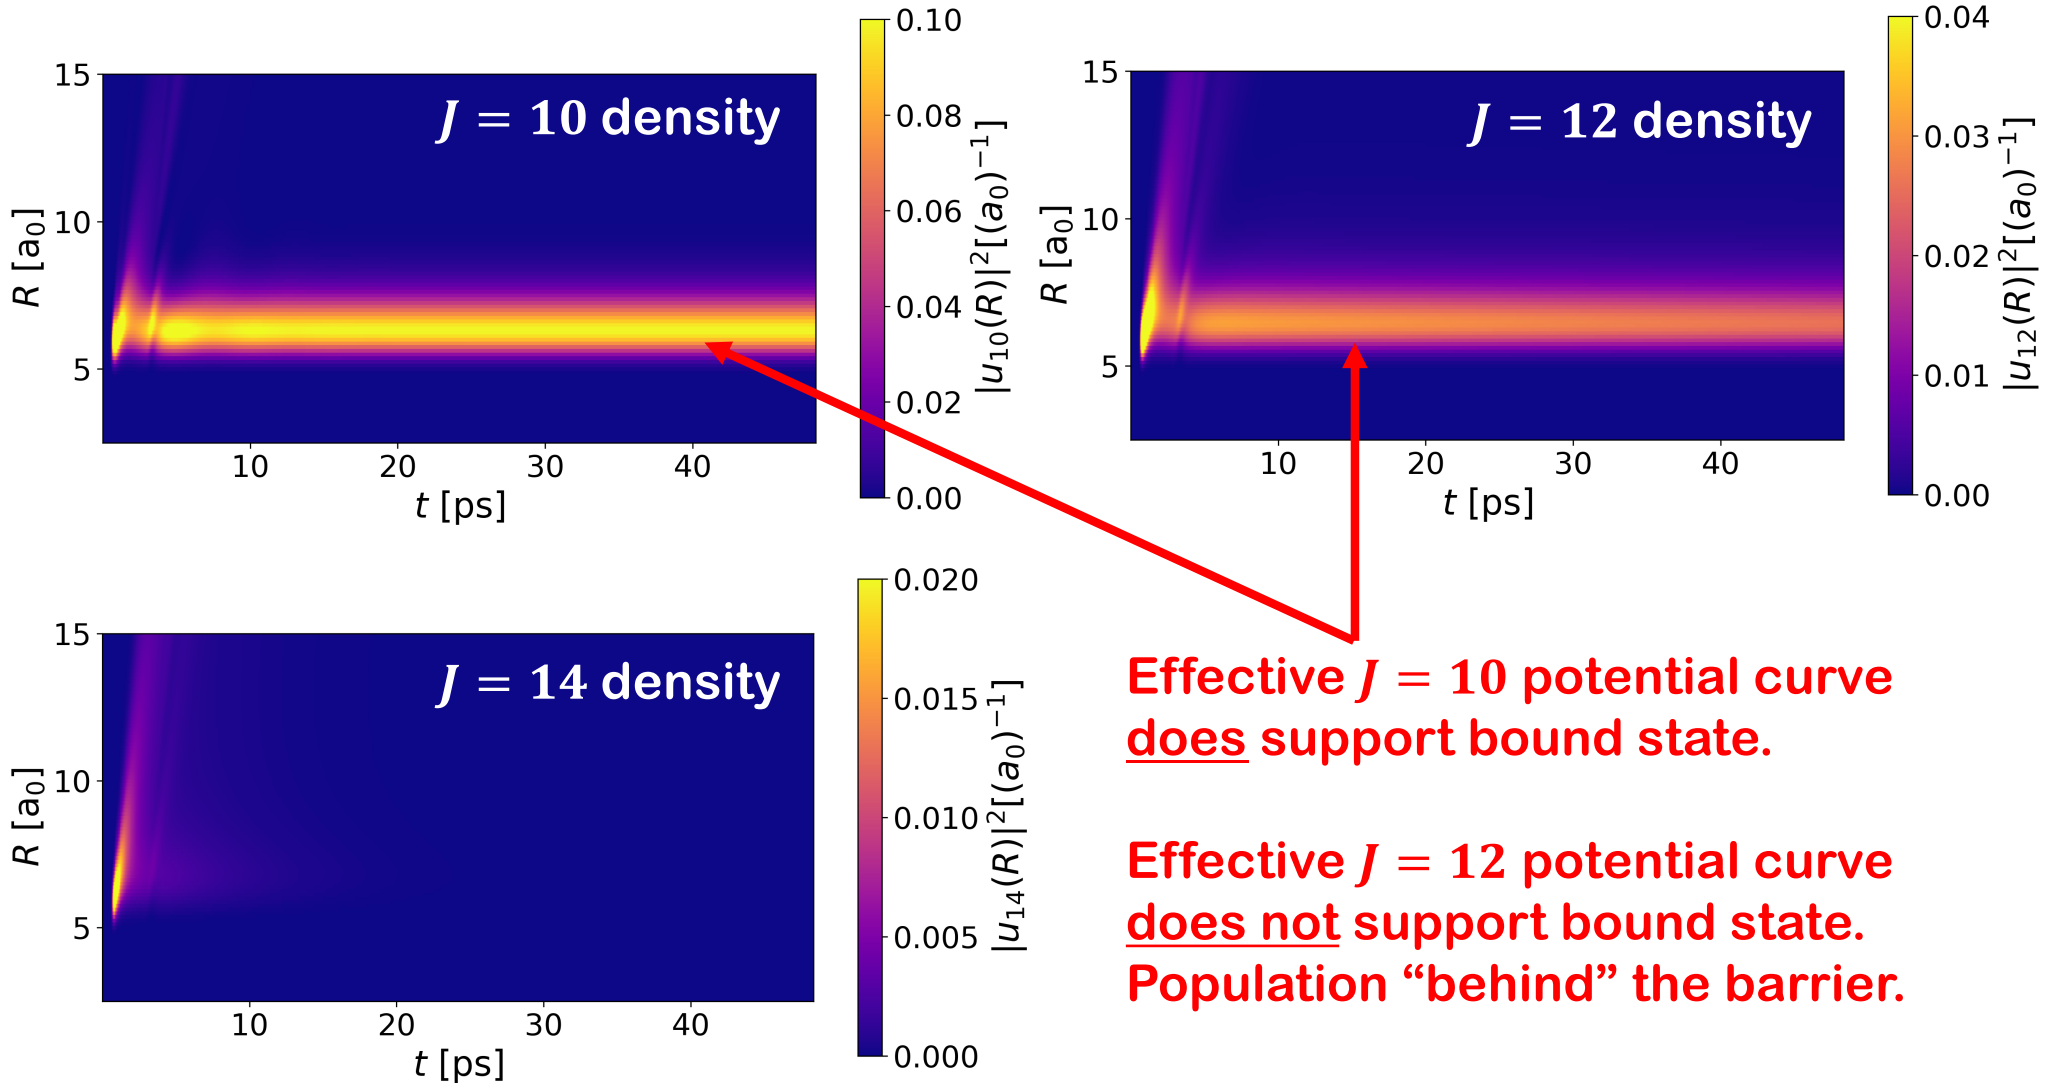 J = 10 density
15
10
5
R [a₀]
10
20
30
40
t [ps]
0.10
0.08
0.06
0.04
0.02
0.00
|u₁₀(R)|²[(a₀)⁻¹]
J = 12 density
15
10
5
R [a₀]
10
20
30
40
t [ps]
0.04
0.03
0.02
0.01
0.00
|u₁₂(R)|²[(a₀)⁻¹]
J = 14 density
15
10
5
R [a₀]
10
20
30
40
t [ps]
0.020
0.015
0.010
0.005
0.000
|u₁₄(R)|²[(a₀)⁻¹]
Effective J = 10 potential curve
does support bound state.
Effective J = 12 potential curve
does not support bound state.
Population “behind” the barrier.